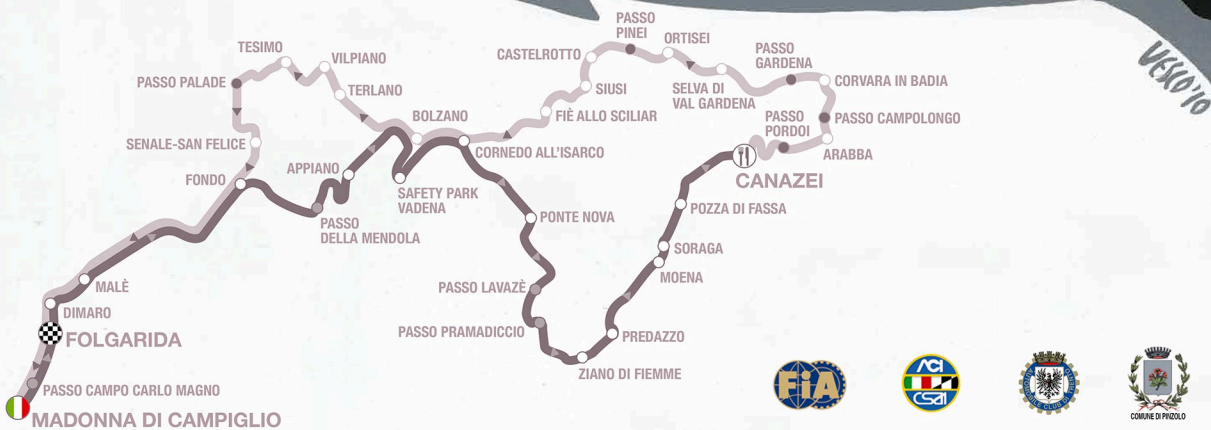 VESCO'10
PASSO
PINEI
ORTISEI
TESIMO
VILPIANO
CASTELROTTO
PASSO
GARDENA
PASSO PALADE
TERLANO
SIUSI
SELVA DI
VAL GARDENA
CORVARA IN BADIA
BOLZANO
FIÈ ALLO SCILIAR
PASSO
PORDOI
PASSO CAMPOLONGO
SENALE-SAN FELICE
CORNEDO ALL'ISARCO
ARABBA
FONDO
APPIANO
CANAZEI
SAFETY PARK
VADENA
PASSO
DELLA MENDOLA
PONTE NOVA
POZZA DI FASSA
SORAGA
MOENA
MALÈ
PASSO LAVAZÈ
DIMARO
FOLGARIDA
PASSO PRAMADICCIO
PREDAZZO
ZIANO DI FIEMME
PASSO CAMPO CARLO MAGNO
MADONNA DI CAMPIGLIO
FiA
ACI
CSAI
COMUNE DI PINZOLO